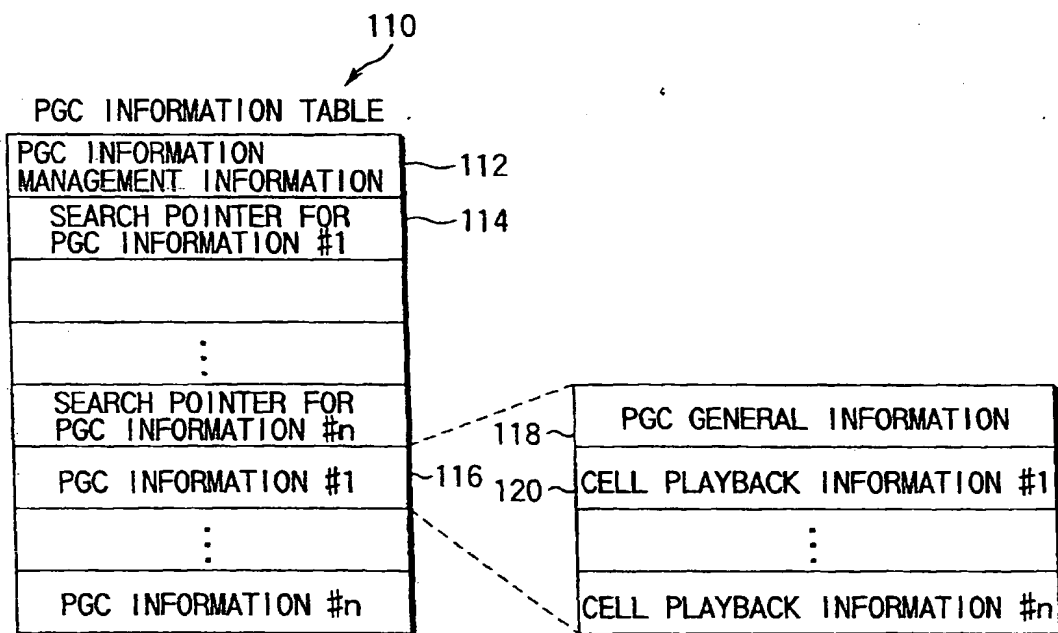 110
PGC INFORMATION TABLE
PGC INFORMATION
MANAGEMENT INFORMATION
112
SEARCH POINTER FOR
PGC INFORMATION #1
114
⋮
SEARCH POINTER FOR
PGC INFORMATION #n
PGC INFORMATION #1
116
⋮
PGC INFORMATION #n
118
PGC GENERAL INFORMATION
120
CELL PLAYBACK INFORMATION #1
⋮
CELL PLAYBACK INFORMATION #n